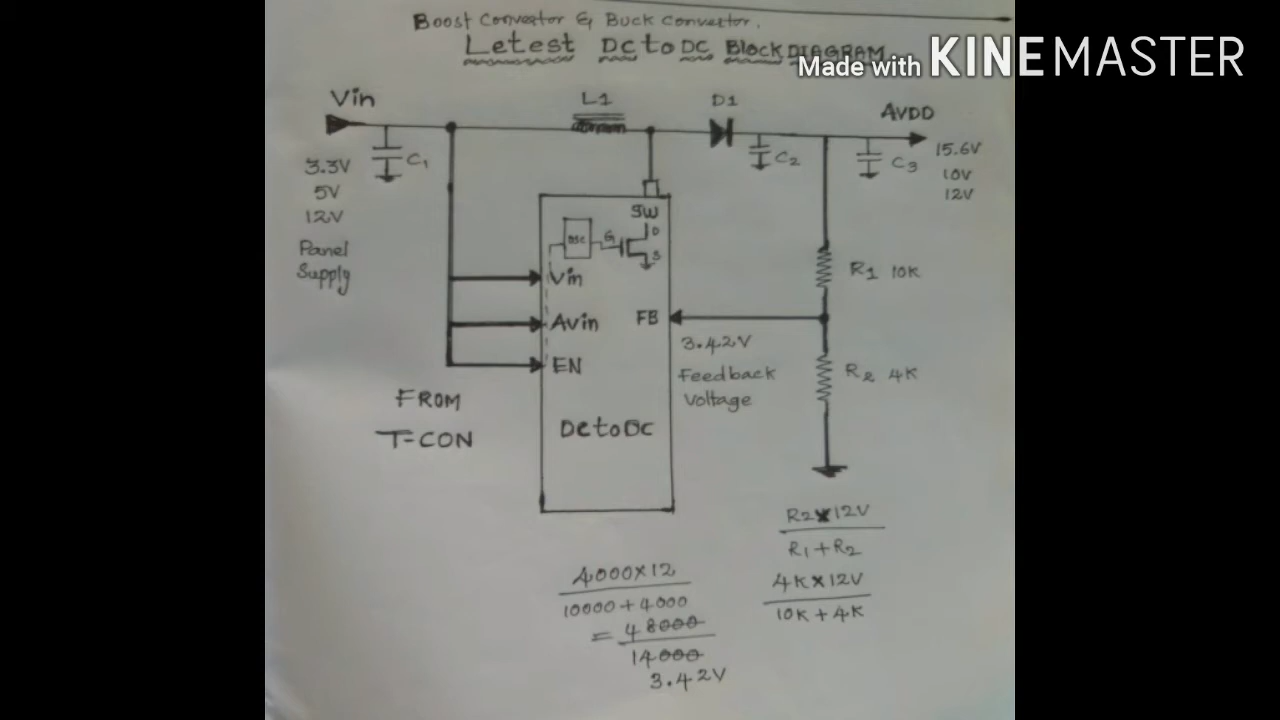 Boost Convertor & Buck Convertor.
Letest DC to DC Block DIAGRAM
Made with KINEMASTER
Vin
L1
D1
AVDD
C1
C2
C3
3.3V
5V
12V
Panel
Supply
15.6V
10V
12V
SW
OSC
G
D
S
Vin
Avin
EN
FB
DC to DC
R1 10K
3.42V
Feedback
Voltage
R2 4K
FROM
T-CON
R2 x 12V
R1 + R2
4K x 12V
10K + 4K
4000 x 12
10000 + 4000
= 48000
14000
3.42V